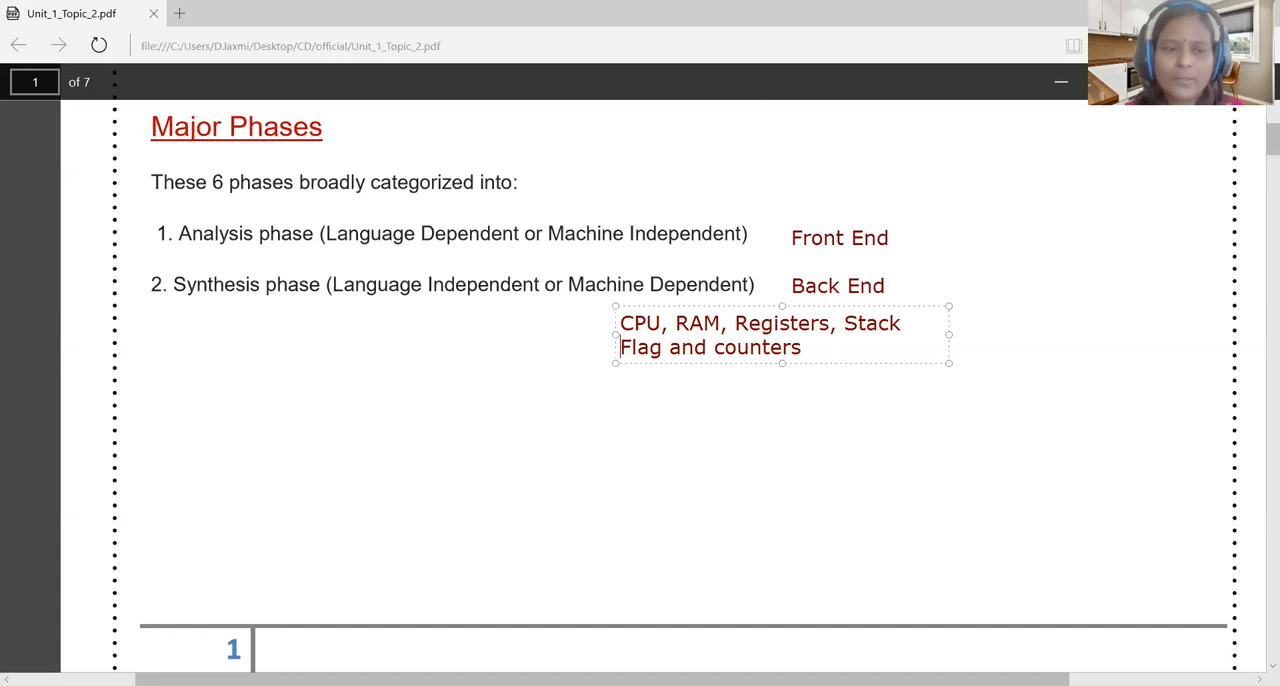 Unit_1_Topic_2.pdf
file:///C:/Users/D.laxmi/Desktop/CD/official/Unit_1_Topic_2.pdf
1 of 7
Major Phases
These 6 phases broadly categorized into:
1. Analysis phase (Language Dependent or Machine Independent) Front End
2. Synthesis phase (Language Independent or Machine Dependent) Back End
CPU, RAM, Registers, Stack
Flag and counters
1